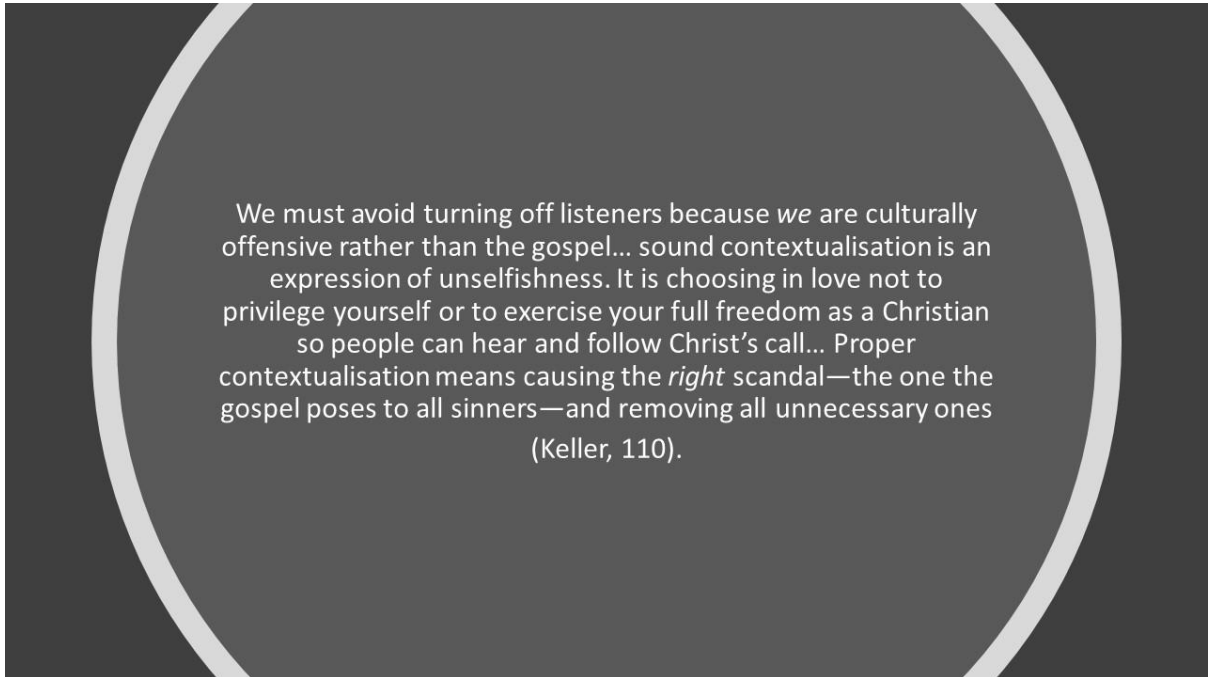 We must avoid turning off listeners because we are culturally
offensive rather than the gospel… sound contextualisation is an
expression of unselfishness. It is choosing in love not to
privilege yourself or to exercise your full freedom as a Christian
so people can hear and follow Christ’s call… Proper
contextualisation means causing the right scandal—the one the
gospel poses to all sinners—and removing all unnecessary ones
(Keller, 110).